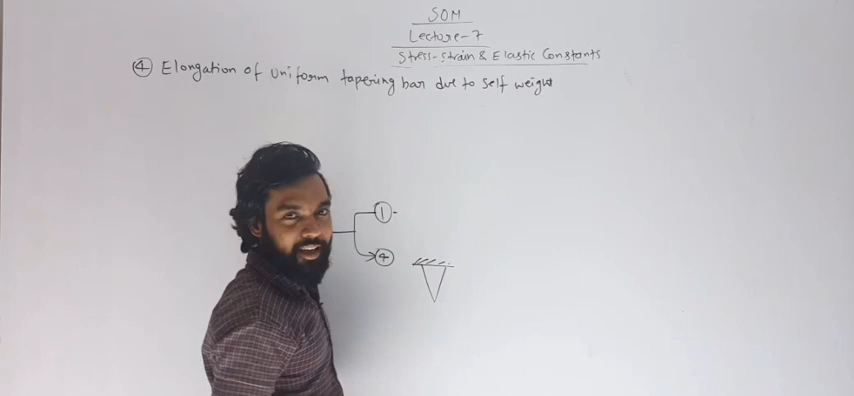 SOM
Lecture-7
Stress-strain & Elastic Constants
④ Elongation of Uniform tapering bar due to self weight
①-
④